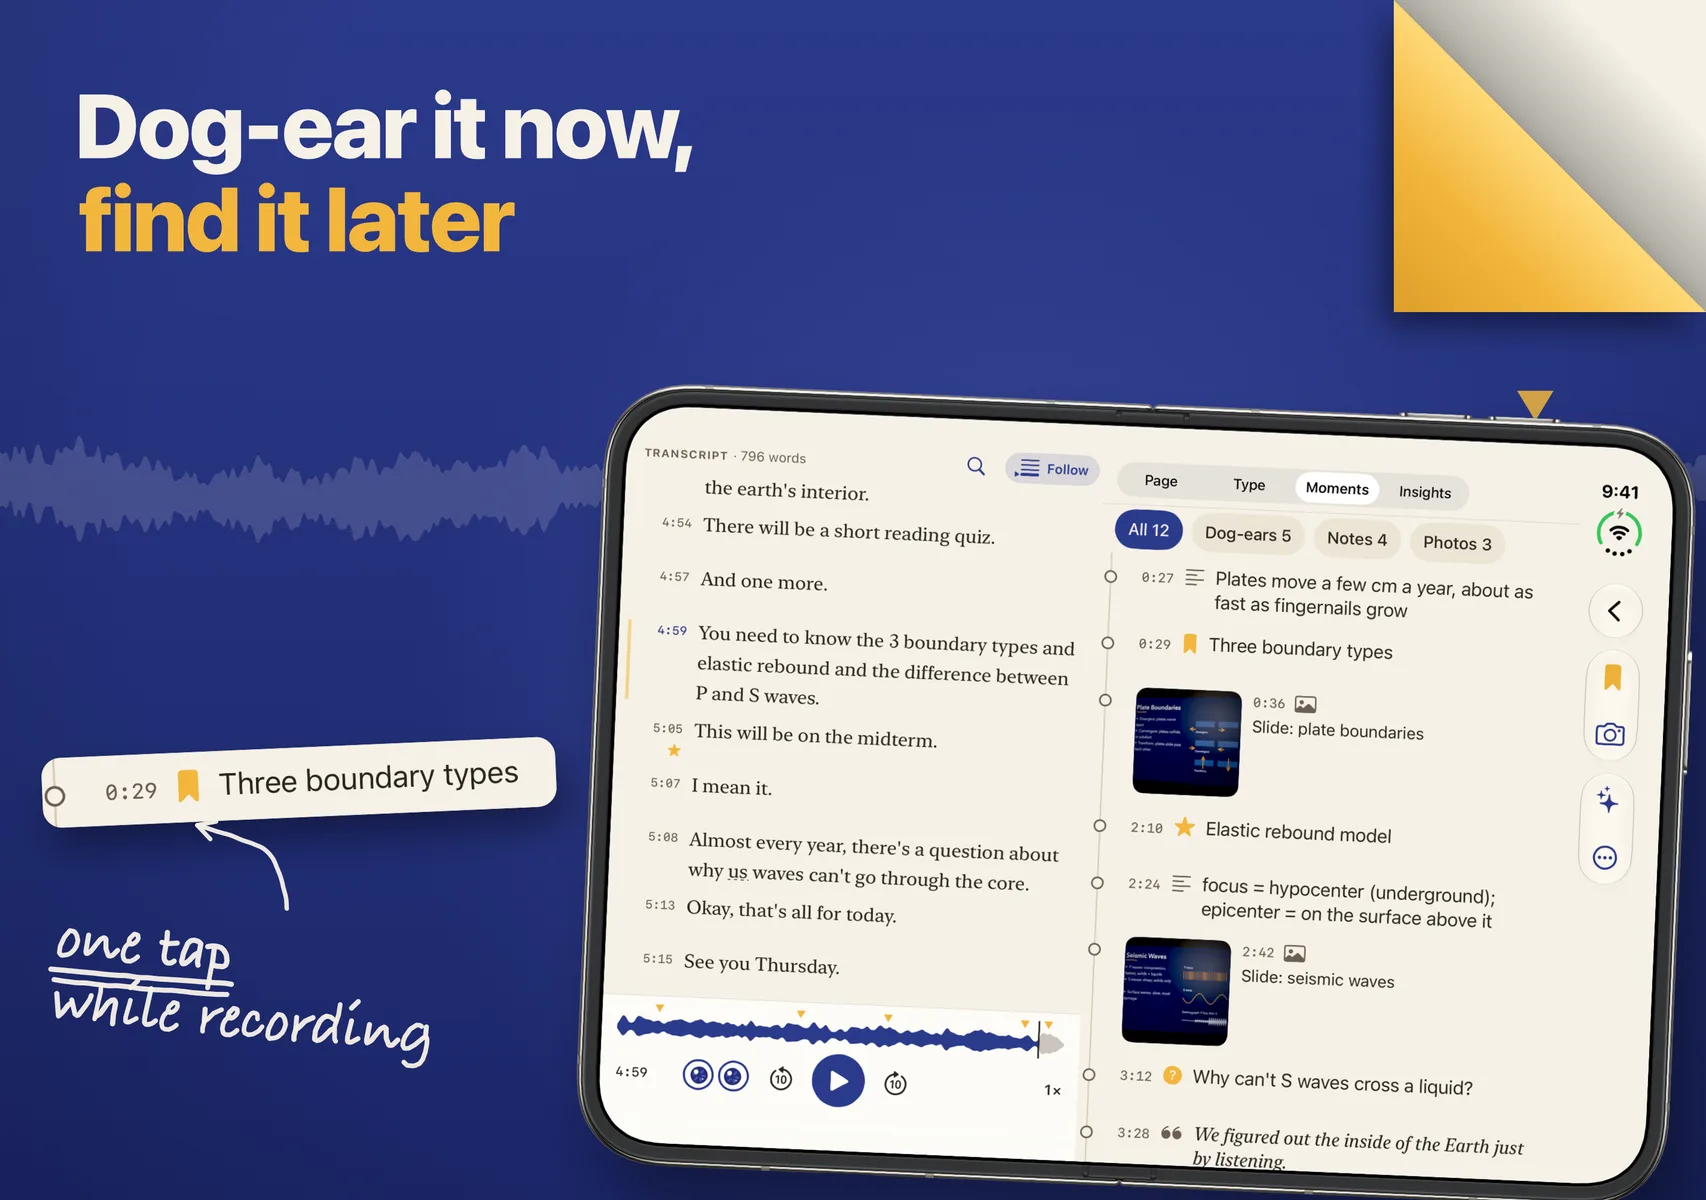 Dog-ear it now,
find it later
0:29 Three boundary types
one tap
while recording
TRANSCRIPT · 796 words
Follow
the earth's interior.
4:54 There will be a short reading quiz.
4:57 And one more.
4:59 You need to know the 3 boundary types and
elastic rebound and the difference between
P and S waves.
5:05 This will be on the midterm.
5:07 I mean it.
5:08 Almost every year, there's a question about
why us waves can't go through the core.
5:13 Okay, that's all for today.
5:15 See you Thursday.
4:59
10
10
1×
Page Type Moments Insights
All 12 Dog-ears 5 Notes 4 Photos 3
0:27 Plates move a few cm a year, about as
fast as fingernails grow
0:29 Three boundary types
Plate Boundaries
0:36
Slide: plate boundaries
2:10 Elastic rebound model
2:24 focus = hypocenter (underground);
epicenter = on the surface above it
Seismic Waves
2:42
Slide: seismic waves
3:12 ? Why can't S waves cross a liquid?
3:28 We figured out the inside of the Earth just
by listening.
9:41